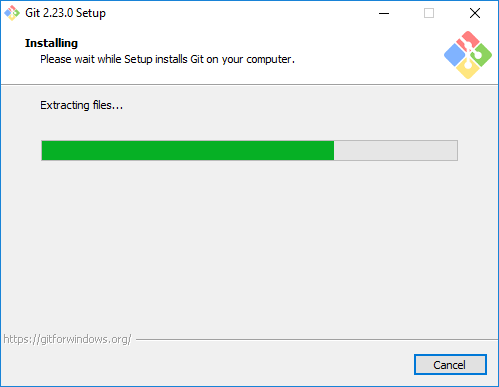 Git 2.23.0 Setup
Installing
Please wait while Setup installs Git on your computer.
Extracting files...
https://gitforwindows.org/
Cancel